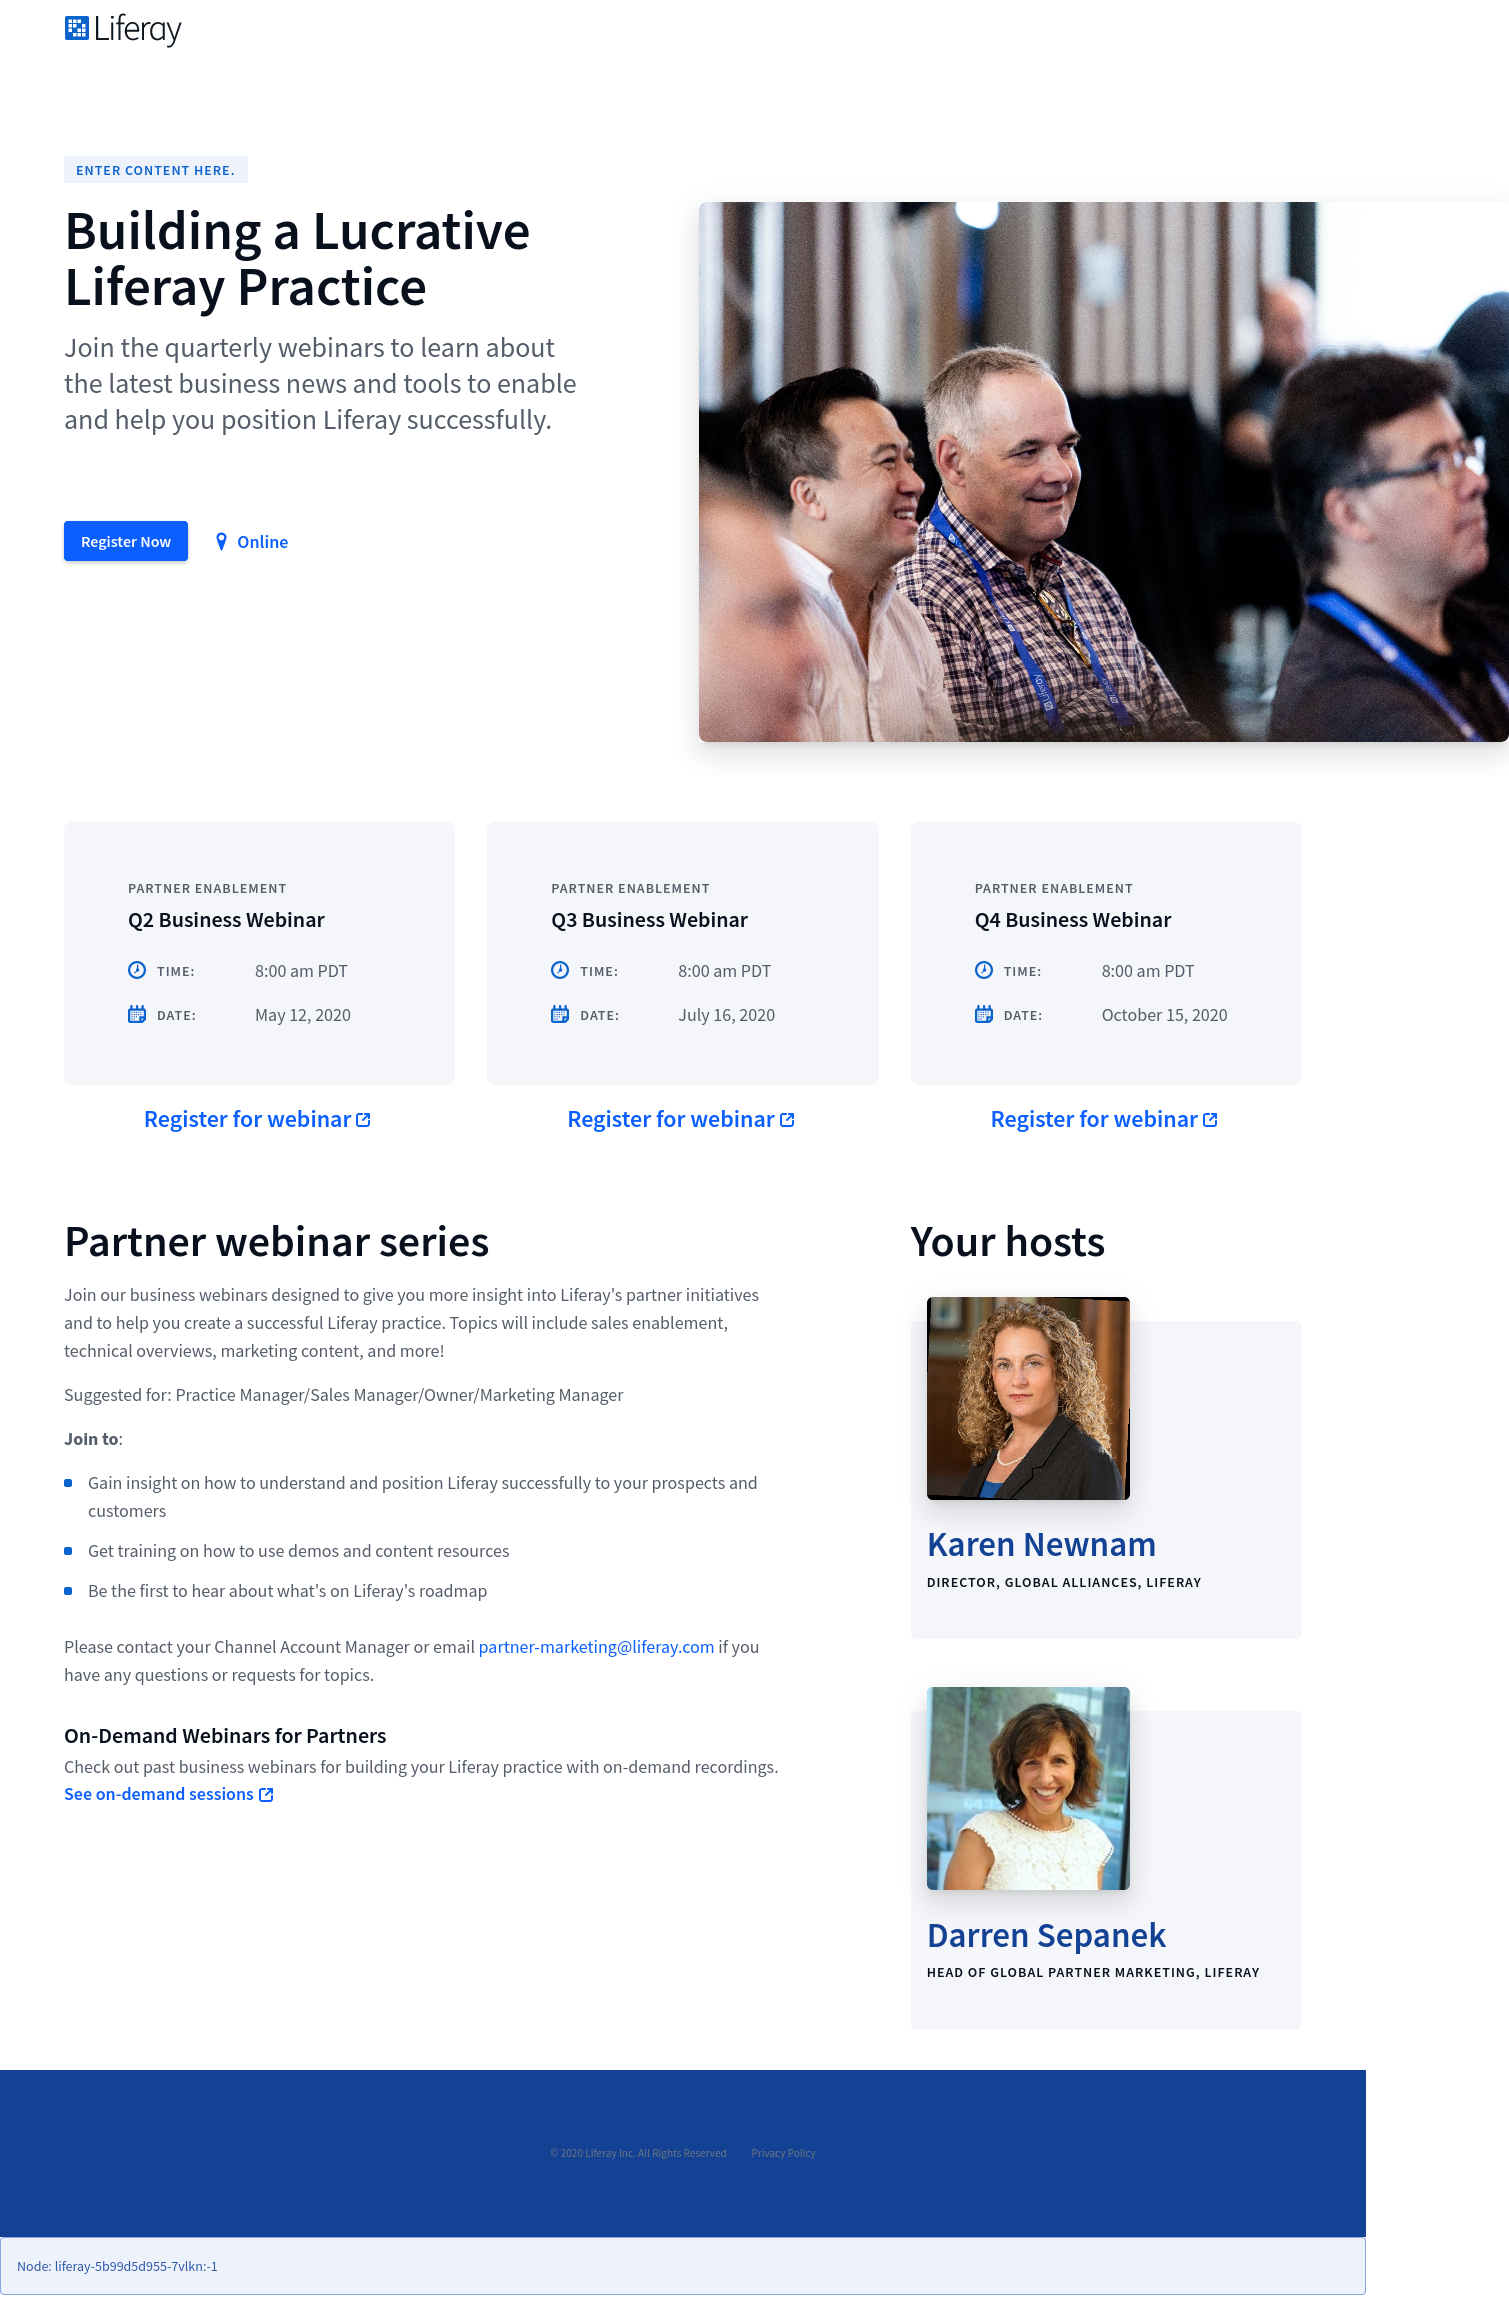 Liferay
ENTER CONTENT HERE.
Building a Lucrative
Liferay Practice
Join the quarterly webinars to learn about
the latest business news and tools to enable
and help you position Liferay successfully.
Register Now
Online
Liferay
PARTNER ENABLEMENT
Q2 Business Webinar
TIME: 8:00 am PDT
DATE: May 12, 2020
Register for webinar
PARTNER ENABLEMENT
Q3 Business Webinar
TIME: 8:00 am PDT
DATE: July 16, 2020
Register for webinar
PARTNER ENABLEMENT
Q4 Business Webinar
TIME: 8:00 am PDT
DATE: October 15, 2020
Register for webinar
Partner webinar series
Join our business webinars designed to give you more insight into Liferay's partner initiatives
and to help you create a successful Liferay practice. Topics will include sales enablement,
technical overviews, marketing content, and more!
Suggested for: Practice Manager/Sales Manager/Owner/Marketing Manager
Join to:
Gain insight on how to understand and position Liferay successfully to your prospects and
customers
Get training on how to use demos and content resources
Be the first to hear about what's on Liferay's roadmap
Please contact your Channel Account Manager or email partner-marketing@liferay.com if you
have any questions or requests for topics.
On-Demand Webinars for Partners
Check out past business webinars for building your Liferay practice with on-demand recordings.
See on-demand sessions
Your hosts
Karen Newnam
DIRECTOR, GLOBAL ALLIANCES, LIFERAY
Darren Sepanek
HEAD OF GLOBAL PARTNER MARKETING, LIFERAY
© 2020 Liferay Inc. All Rights Reserved Privacy Policy
Node: liferay-5b99d5d955-7vlkn:-1